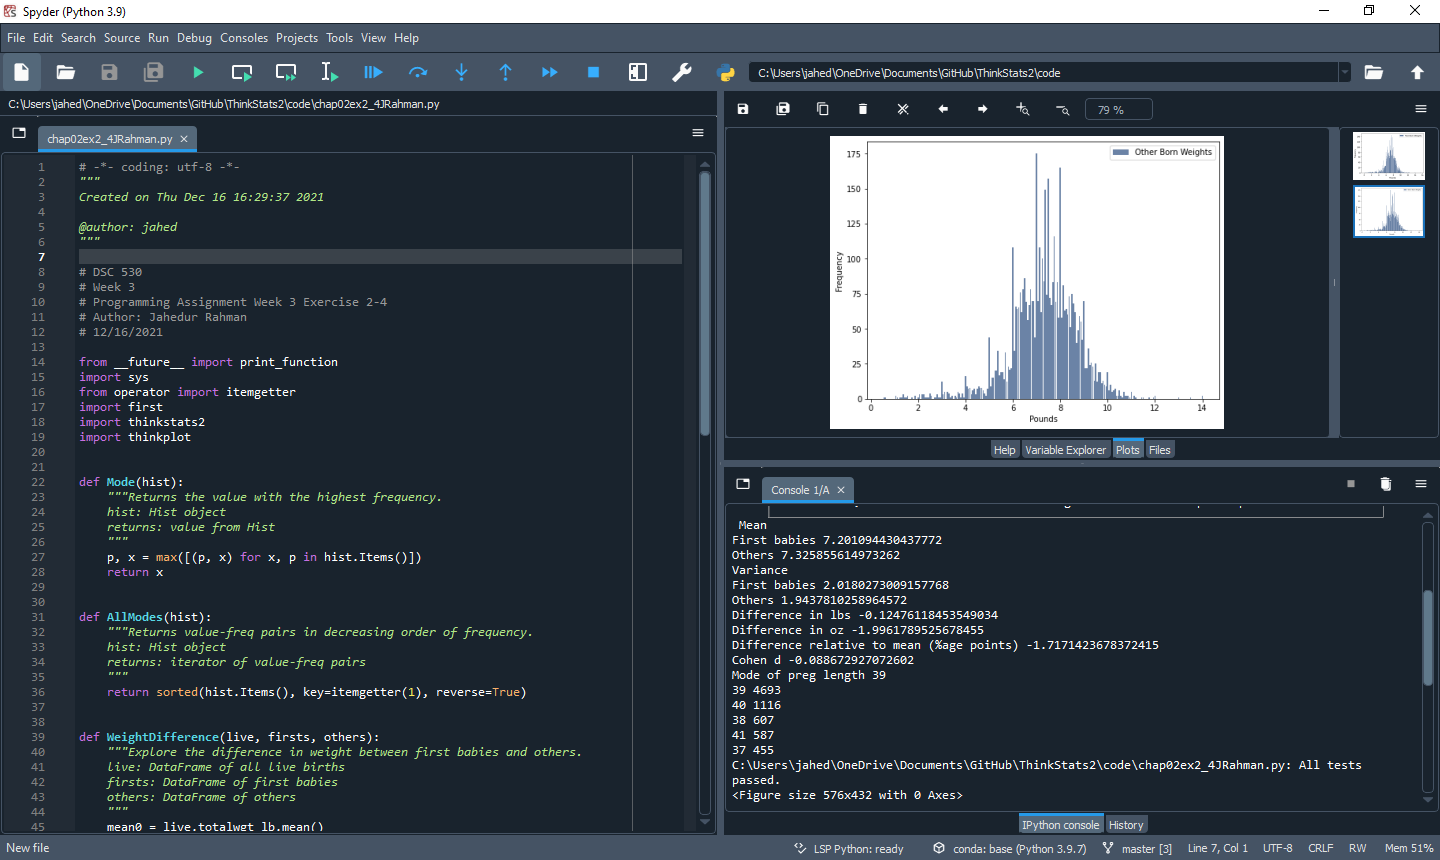 Spyder (Python 3.9)
File Edit Search Source Run Debug Consoles Projects Tools View Help
C:\Users\jahed\OneDrive\Documents\GitHub\ThinkStats2\code
C:\Users\jahed\OneDrive\Documents\GitHub\ThinkStats2\code\chap02ex2_4JRahman.py
chap02ex2_4JRahman.py
1 # -*- coding: utf-8 -*-
2 """
3 Created on Thu Dec 16 16:29:37 2021
4
5 @author: jahed
6 """
7
8 # DSC 530
9 # Week 3
10 # Programming Assignment Week 3 Exercise 2-4
11 # Author: Jahedur Rahman
12 # 12/16/2021
13
14 from __future__ import print_function
15 import sys
16 from operator import itemgetter
17 import first
18 import thinkstats2
19 import thinkplot
20
21
22 def Mode(hist):
23     """Returns the value with the highest frequency.
24     hist: Hist object
25     returns: value from Hist
26     """
27     p, x = max([(p, x) for x, p in hist.Items()])
28     return x
29
30
31 def AllModes(hist):
32     """Returns value-freq pairs in decreasing order of frequency.
33     hist: Hist object
34     returns: iterator of value-freq pairs
35     """
36     return sorted(hist.Items(), key=itemgetter(1), reverse=True)
37
38
39 def WeightDifference(live, firsts, others):
40     """Explore the difference in weight between first babies and others.
41     live: DataFrame of all live births
42     firsts: DataFrame of first babies
43     others: DataFrame of others
44     """
45     mean0 = live.totalwgt_lb.mean()
79 %
Other Born Weights
175
150
125
100
75
50
25
0
Frequency
0 2 4 6 8 10 12 14
Pounds
Help Variable Explorer Plots Files
Console 1/A
Mean
First babies 7.201094430437772
Others 7.325855614973262
Variance
First babies 2.0180273009157768
Others 1.9437810258964572
Difference in lbs -0.12476118453549034
Difference in oz -1.9961789525678455
Difference relative to mean (%age points) -1.7171423678372415
Cohen d -0.088672927072602
Mode of preg length 39
39 4693
40 1116
38 607
41 587
37 455
C:\Users\jahed\OneDrive\Documents\GitHub\ThinkStats2\code\chap02ex2_4JRahman.py: All tests
passed.
<Figure size 576x432 with 0 Axes>
IPython console History
New file LSP Python: ready conda: base (Python 3.9.7) master [3] Line 7, Col 1 UTF-8 CRLF RW Mem 51%